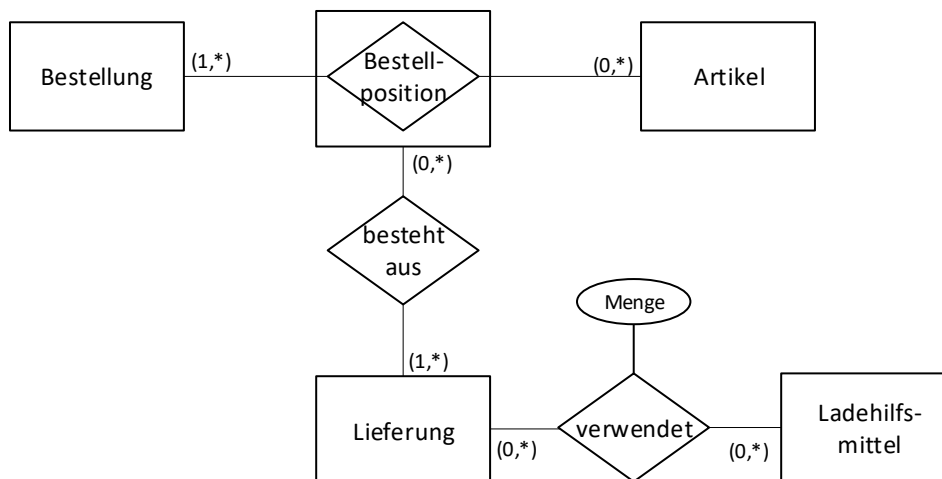 Bestellung
(1,*)
Bestell-
position
(0,*)
Artikel
(0,*)
besteht
aus
Menge
(1,*)
Lieferung
(0,*)
verwendet
(0,*)
Ladehilfs-
mittel